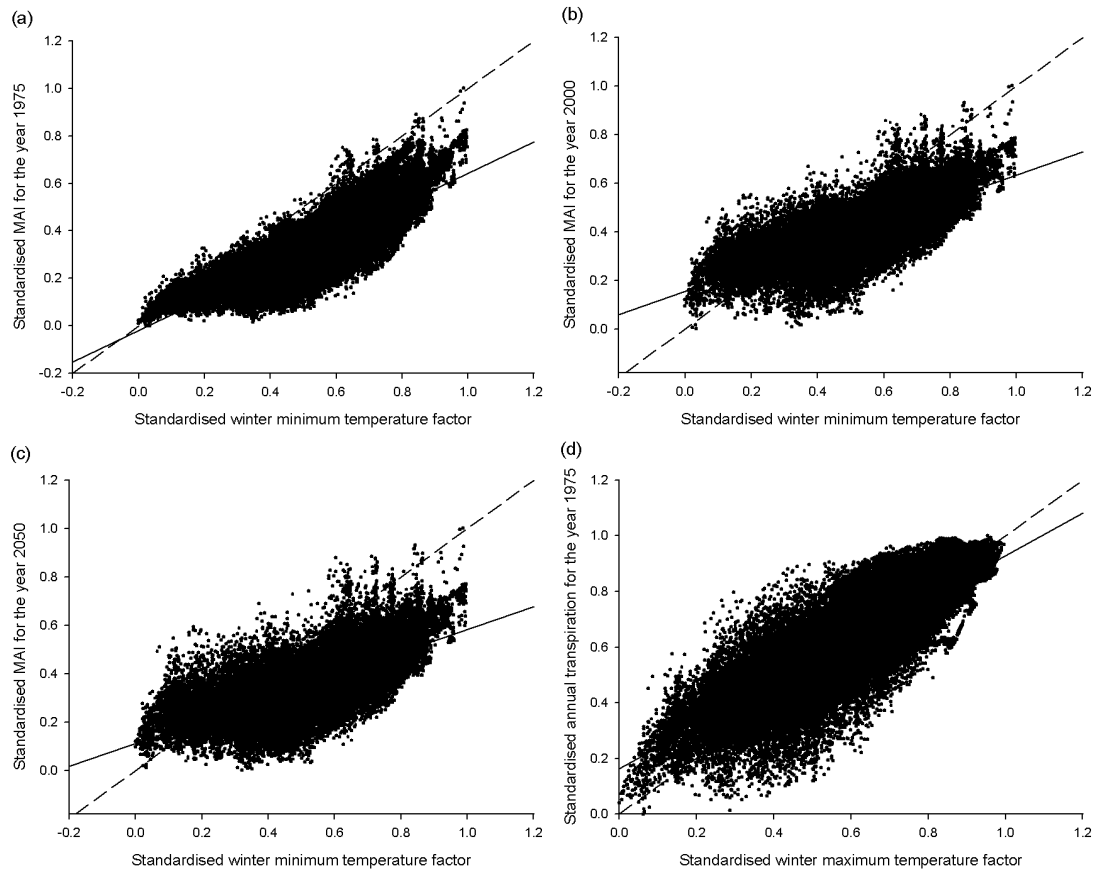 (a)
Standardised MAI for the year 1975
1.2
1.0
0.8
0.6
0.4
0.2
0.0
-0.2
-0.2 0.0 0.2 0.4 0.6 0.8 1.0 1.2
Standardised winter minimum temperature factor
(b)
Standardised MAI for the year 2000
1.2
1.0
0.8
0.6
0.4
0.2
0.0
-0.2 0.0 0.2 0.4 0.6 0.8 1.0 1.2
Standardised winter minimum temperature factor
(c)
Standardised MAI for the year 2050
1.2
1.0
0.8
0.6
0.4
0.2
0.0
-0.2 0.0 0.2 0.4 0.6 0.8 1.0 1.2
Standardised winter minimum temperature factor
(d)
Standardised annual transpiration for the year 1975
1.2
1.0
0.8
0.6
0.4
0.2
0.0
0.0 0.2 0.4 0.6 0.8 1.0 1.2
Standardised winter maximum temperature factor